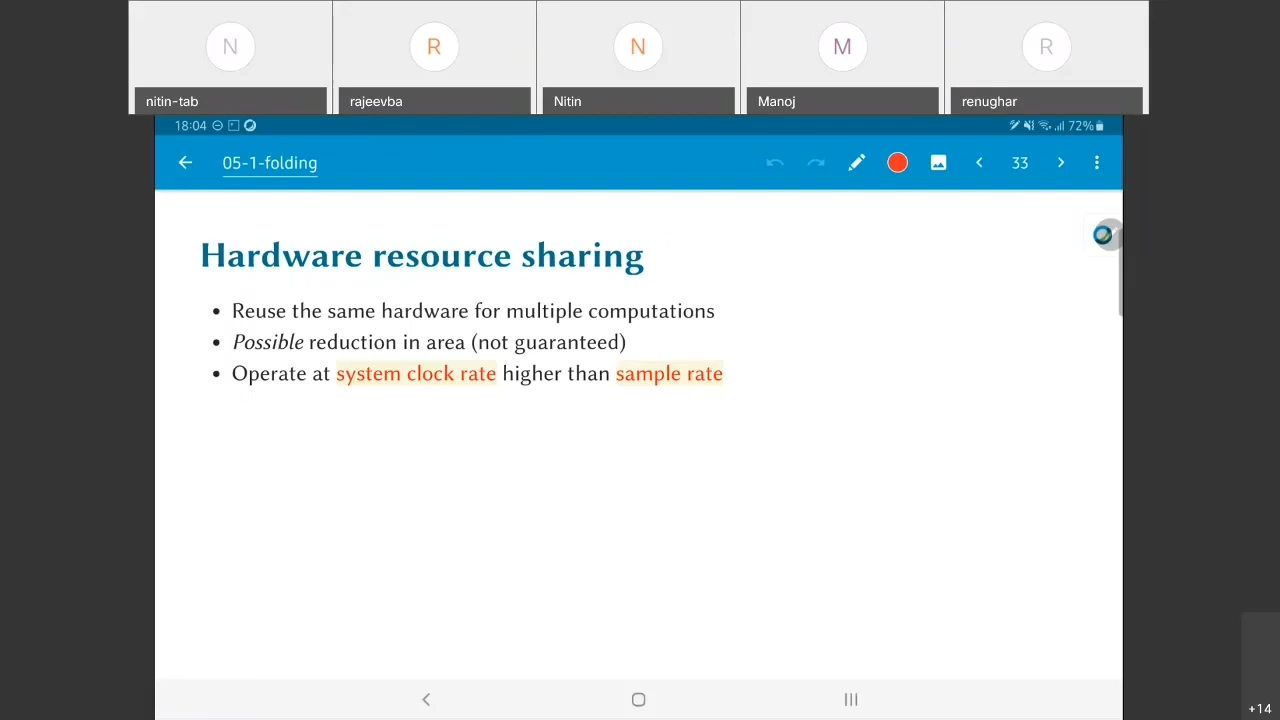 N R N M R
nitin-tab rajeevba Nitin Manoj renughar
18:04 72%
05-1-folding 33
Hardware resource sharing
• Reuse the same hardware for multiple computations
• Possible reduction in area (not guaranteed)
• Operate at system clock rate higher than sample rate
+14